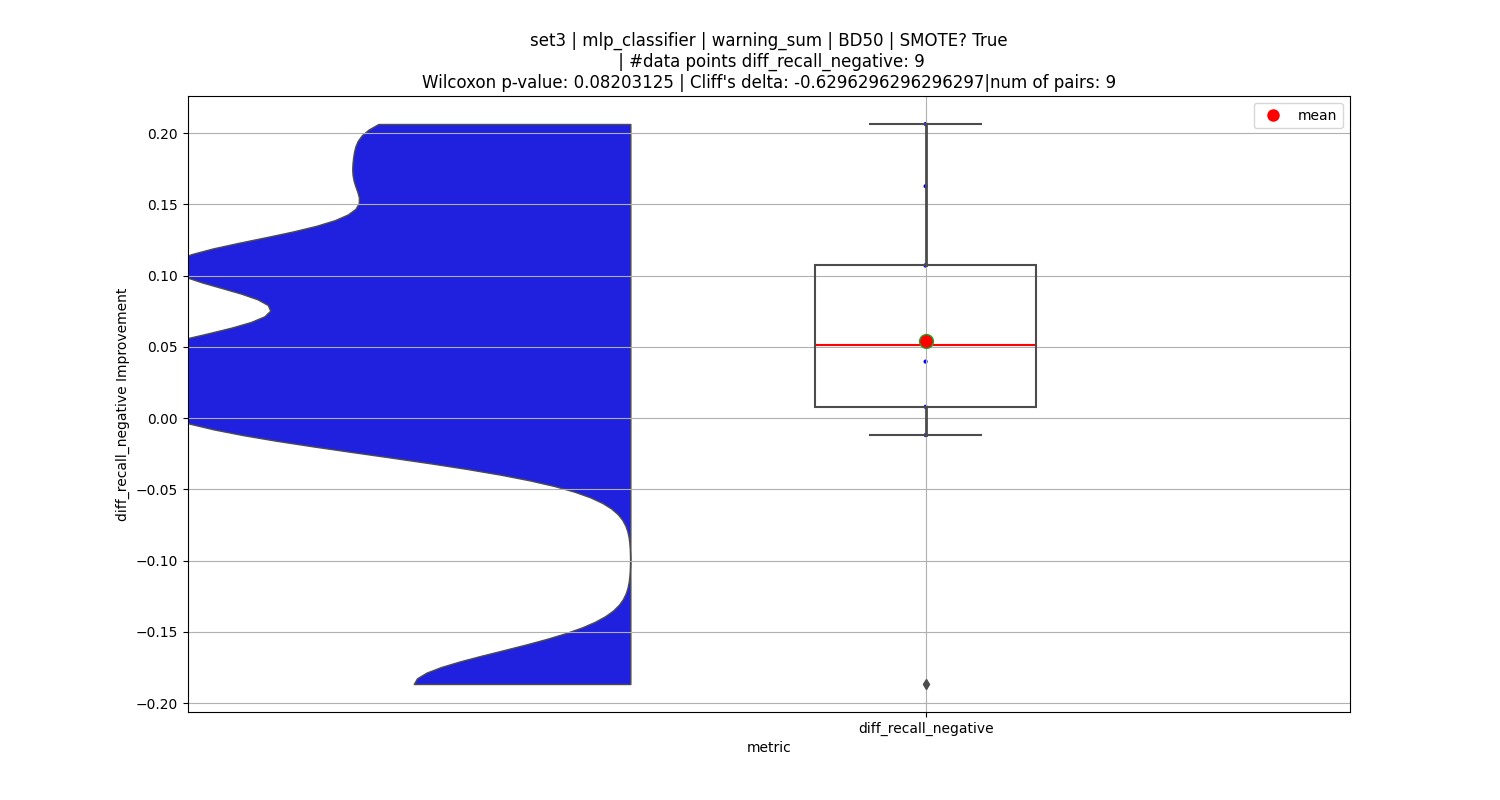 set3 | mlp_classifier | warning_sum | BD50 | SMOTE? True
| #data points diff_recall_negative: 9
Wilcoxon p-value: 0.08203125 | Cliff's delta: -0.6296296296296297|num of pairs: 9
mean
0.20
0.15
0.10
0.05
0.00
−0.05
−0.10
−0.15
−0.20
diff_recall_negative Improvement
diff_recall_negative
metric